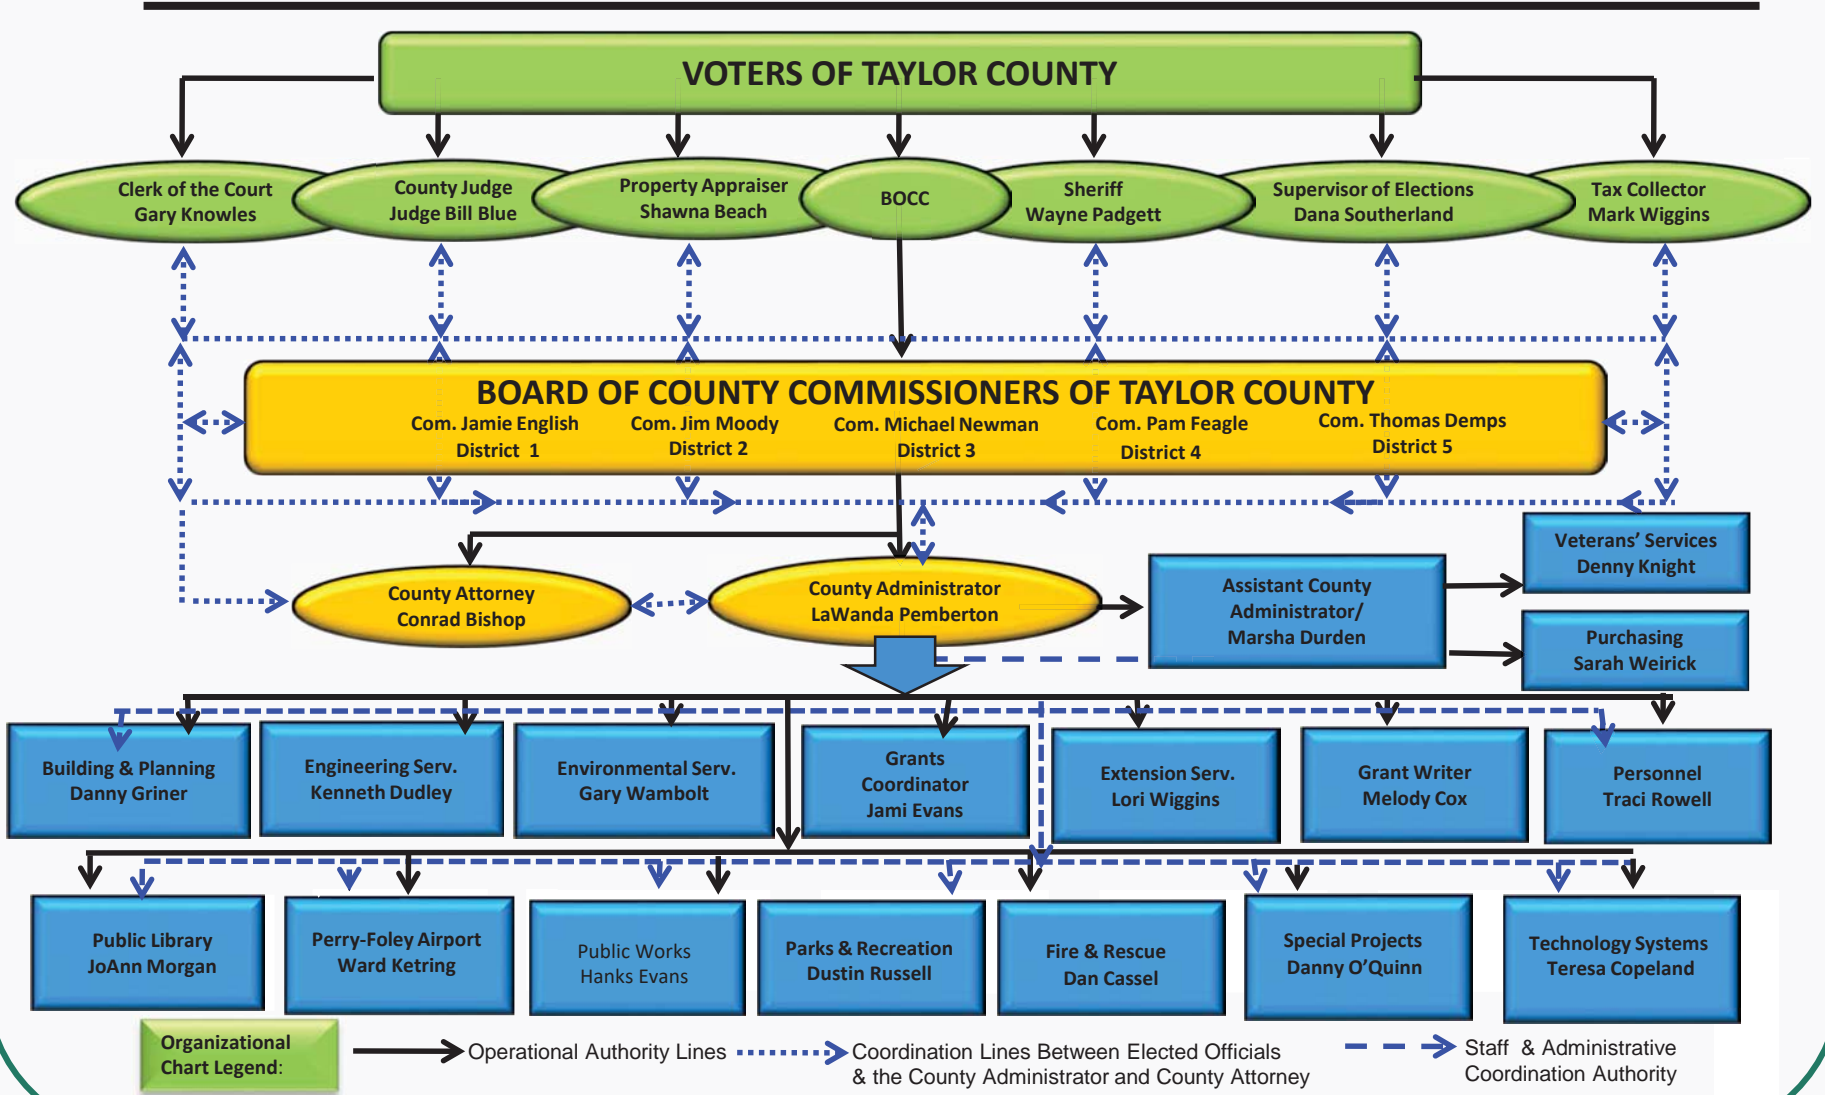 VOTERS OF TAYLOR COUNTY
Clerk of the Court
Gary Knowles
County Judge
Judge Bill Blue
Property Appraiser
Shawna Beach
BOCC
Sheriff
Wayne Padgett
Supervisor of Elections
Dana Southerland
Tax Collector
Mark Wiggins
BOARD OF COUNTY COMMISSIONERS OF TAYLOR COUNTY
Com. Jamie English
District 1
Com. Jim Moody
District 2
Com. Michael Newman
District 3
Com. Pam Feagle
District 4
Com. Thomas Demps
District 5
County Attorney
Conrad Bishop
County Administrator
LaWanda Pemberton
Assistant County
Administrator/
Marsha Durden
Veterans’ Services
Denny Knight
Purchasing
Sarah Weirick
Building & Planning
Danny Griner
Engineering Serv.
Kenneth Dudley
Environmental Serv.
Gary Wambolt
Grants
Coordinator
Jami Evans
Extension Serv.
Lori Wiggins
Grant Writer
Melody Cox
Personnel
Traci Rowell
Public Library
JoAnn Morgan
Perry-Foley Airport
Ward Ketring
Public Works
Hanks Evans
Parks & Recreation
Dustin Russell
Fire & Rescue
Dan Cassel
Special Projects
Danny O’Quinn
Technology Systems
Teresa Copeland
Organizational
Chart Legend:
Operational Authority Lines
Coordination Lines Between Elected Officials
& the County Administrator and County Attorney
Staff & Administrative
Coordination Authority